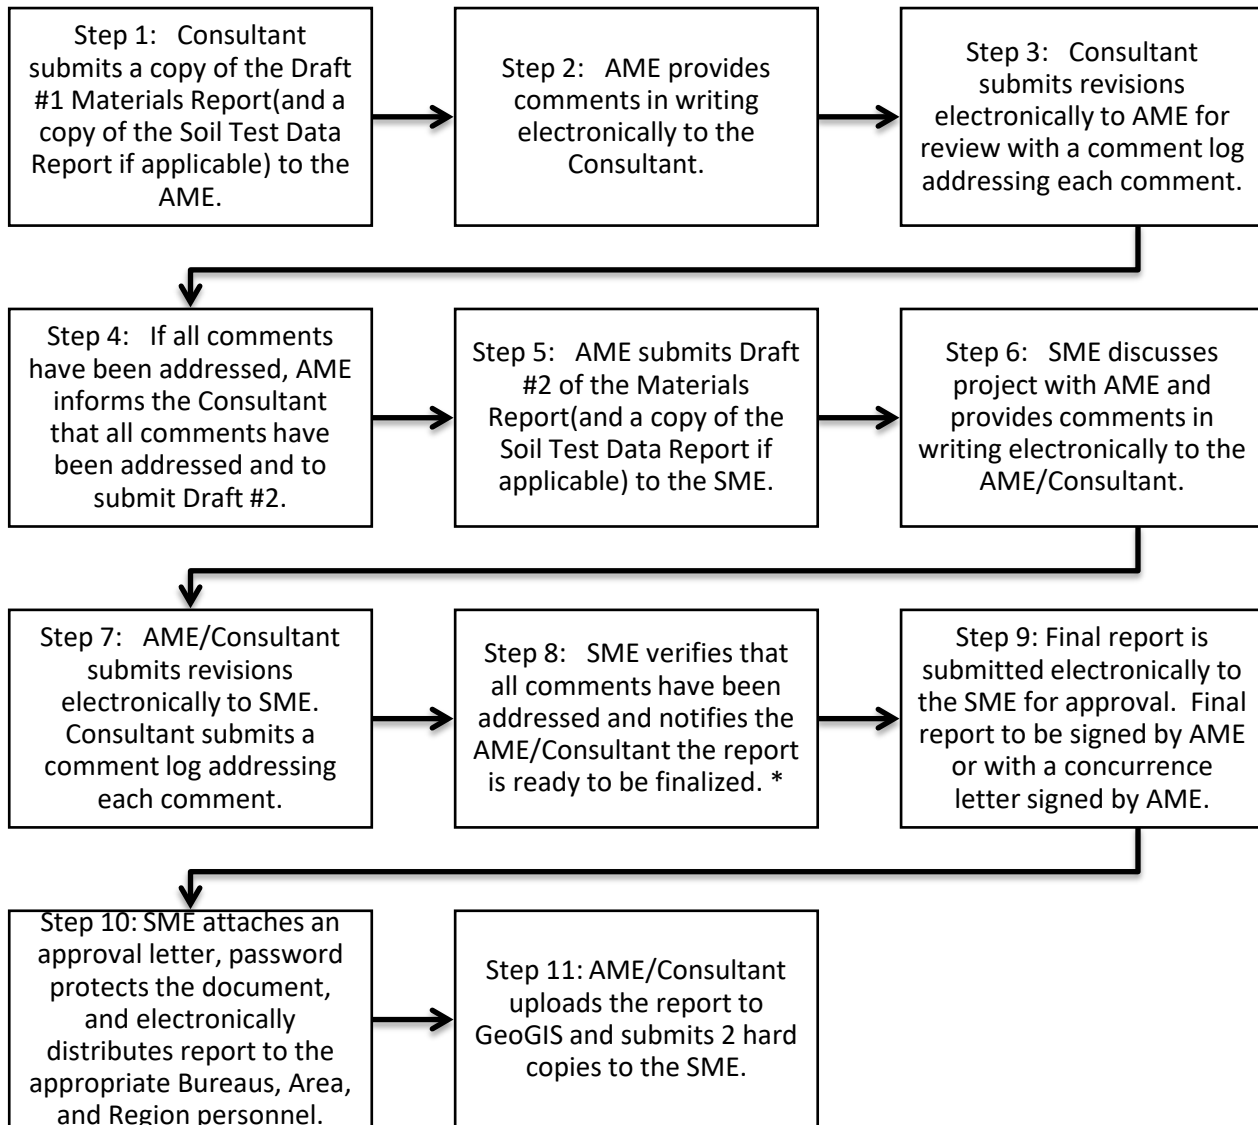 Step 1: Consultant
submits a copy of the Draft
#1 Materials Report(and a
copy of the Soil Test Data
Report if applicable) to the
AME.
Step 2: AME provides
comments in writing
electronically to the
Consultant.
Step 3: Consultant
submits revisions
electronically to AME for
review with a comment log
addressing each comment.
Step 4: If all comments
have been addressed, AME
informs the Consultant
that all comments have
been addressed and to
submit Draft #2.
Step 5: AME submits Draft
#2 of the Materials
Report(and a copy of the
Soil Test Data Report if
applicable) to the SME.
Step 6: SME discusses
project with AME and
provides comments in
writing electronically to the
AME/Consultant.
Step 7: AME/Consultant
submits revisions
electronically to SME.
Consultant submits a
comment log addressing
each comment.
Step 8: SME verifies that
all comments have been
addressed and notifies the
AME/Consultant the report
is ready to be finalized. *
Step 9: Final report is
submitted electronically to
the SME for approval. Final
report to be signed by AME
or with a concurrence
letter signed by AME.
Step 10: SME attaches an
approval letter, password
protects the document,
and electronically
distributes report to the
appropriate Bureaus, Area,
and Region personnel.
Step 11: AME/Consultant
uploads the report to
GeoGIS and submits 2 hard
copies to the SME.